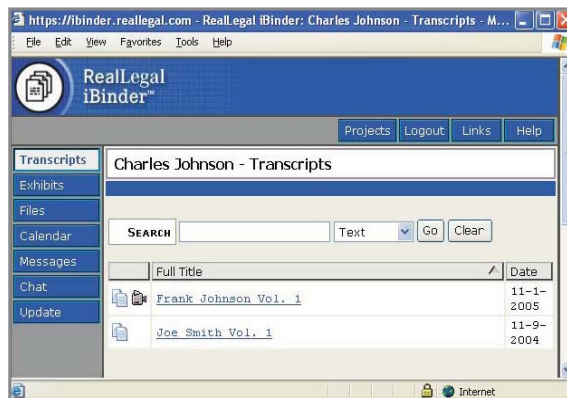 https://ibinder.reallegal.com - RealLegal iBinder: Charles Johnson - Transcripts - M...
File Edit View Favorites Tools Help
RealLegal
iBinder™
Projects Logout Links Help
Transcripts
Charles Johnson - Transcripts
Exhibits
Files
Calendar
SEARCH Text Go Clear
Messages
Chat
Full Title Date
Update
Frank Johnson Vol. 1 11-1-
2005
Joe Smith Vol. 1 11-9-
2004
Internet